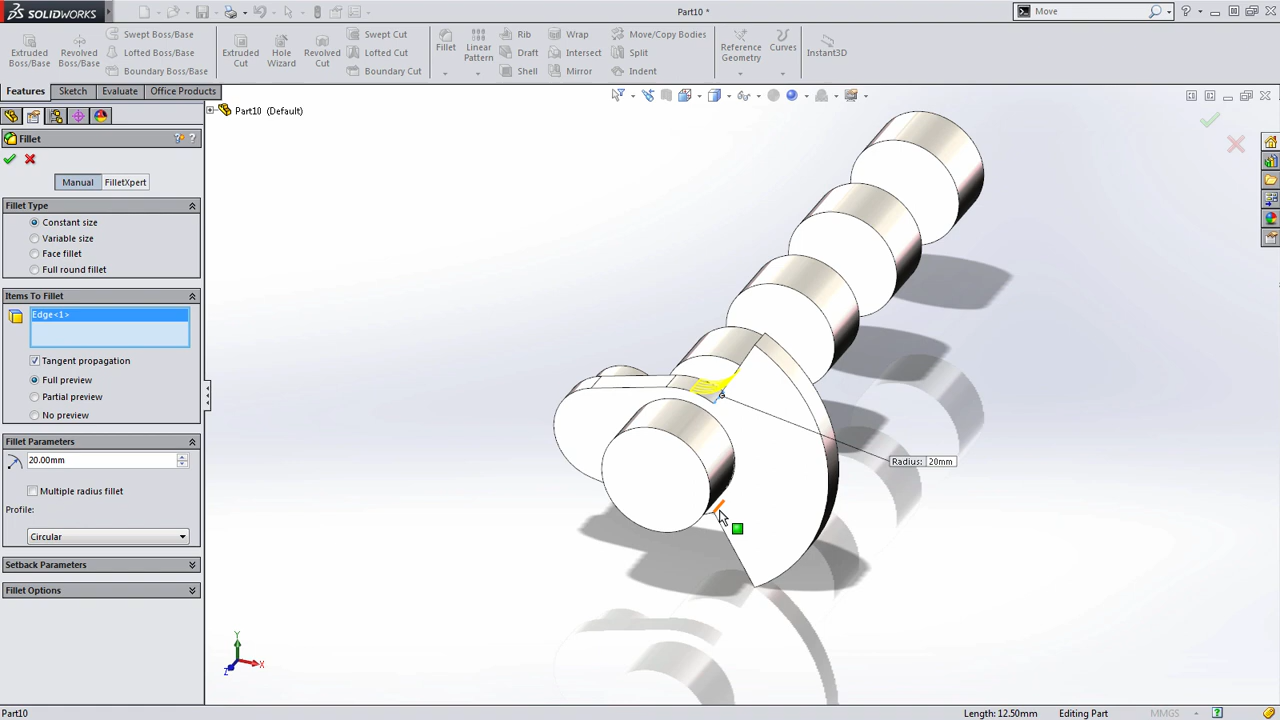 SOLIDWORKS
Part10 *
Move
Extruded Boss/Base
Revolved Boss/Base
Swept Boss/Base
Lofted Boss/Base
Boundary Boss/Base
Extruded Cut
Hole Wizard
Revolved Cut
Swept Cut
Lofted Cut
Boundary Cut
Fillet
Linear Pattern
Rib
Draft
Shell
Wrap
Intersect
Mirror
Move/Copy Bodies
Split
Indent
Reference Geometry
Curves
Instant3D
Features
Sketch
Evaluate
Office Products
Part10 (Default)
Fillet
Manual
FilletXpert
Fillet Type
Constant size
Variable size
Face fillet
Full round fillet
Items To Fillet
Edge<1>
Tangent propagation
Full preview
Partial preview
No preview
Fillet Parameters
20.00mm
Multiple radius fillet
Profile:
Circular
Setback Parameters
Fillet Options
Radius: 20mm
Y
X
Z
Part10
Length: 12.50mm
Editing Part
MMGS